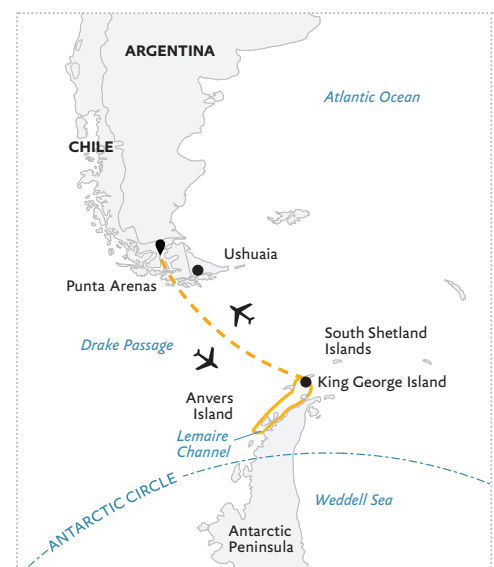 ARGENTINA
Atlantic Ocean
CHILE
Ushuaia
Punta Arenas
Drake Passage
South Shetland
Islands
King George Island
Anvers
Island
Lemaire
Channel
ANTARCTIC CIRCLE
Weddell Sea
Antarctic
Peninsula